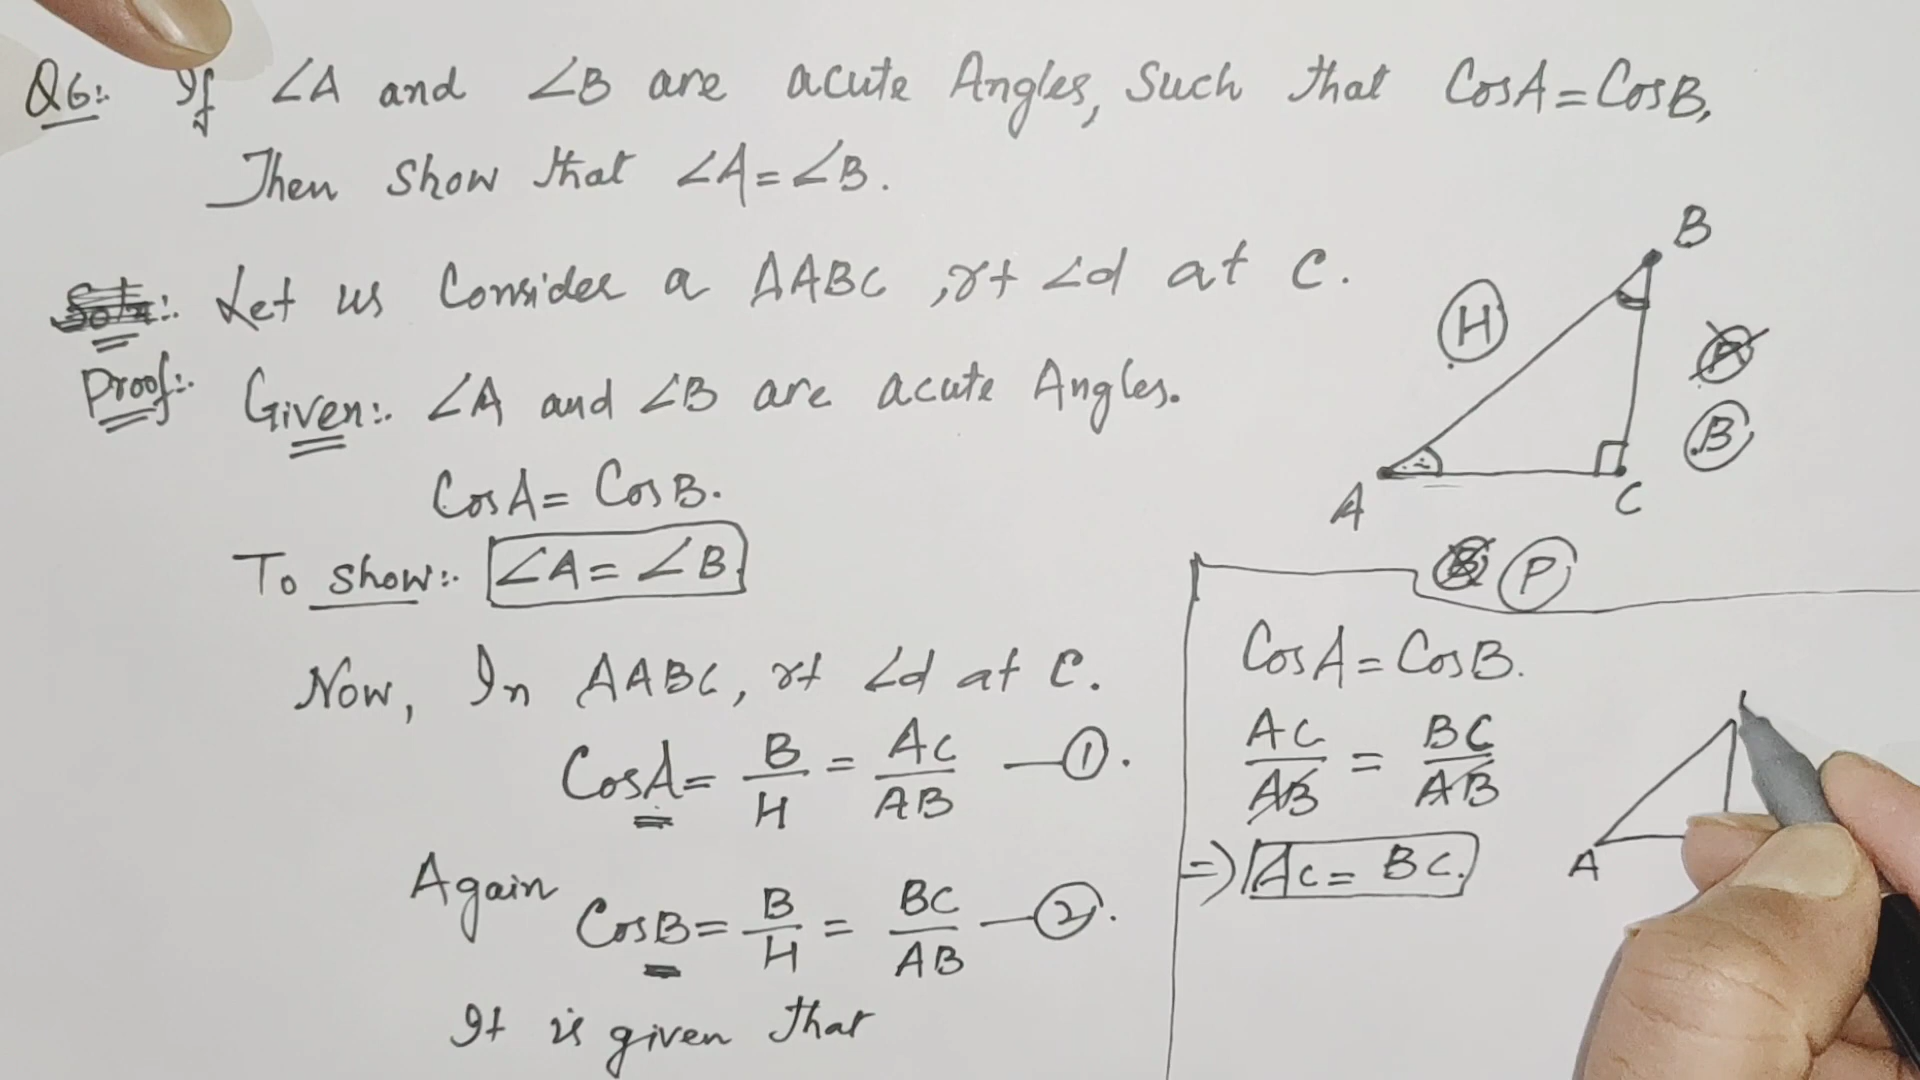 Q6:. If ∠A and ∠B are acute Angles, Such that CosA = CosB,
Then Show that ∠A = ∠B.
Soln:. Let us Consider a ΔABC, rt ∠d at C.
Proof:. Given:. ∠A and ∠B are acute Angles.
CosA = CosB.
To show:. ∠A = ∠B.
Now, In ΔABC, rt ∠d at C.
CosA = B/H = AC/AB —①.
Again CosB = B/H = BC/AB —②.
It is given that
B
H
P
B
A
C
B P
CosA = CosB.
AC/AB = BC/AB
⇒ AC = BC.
A